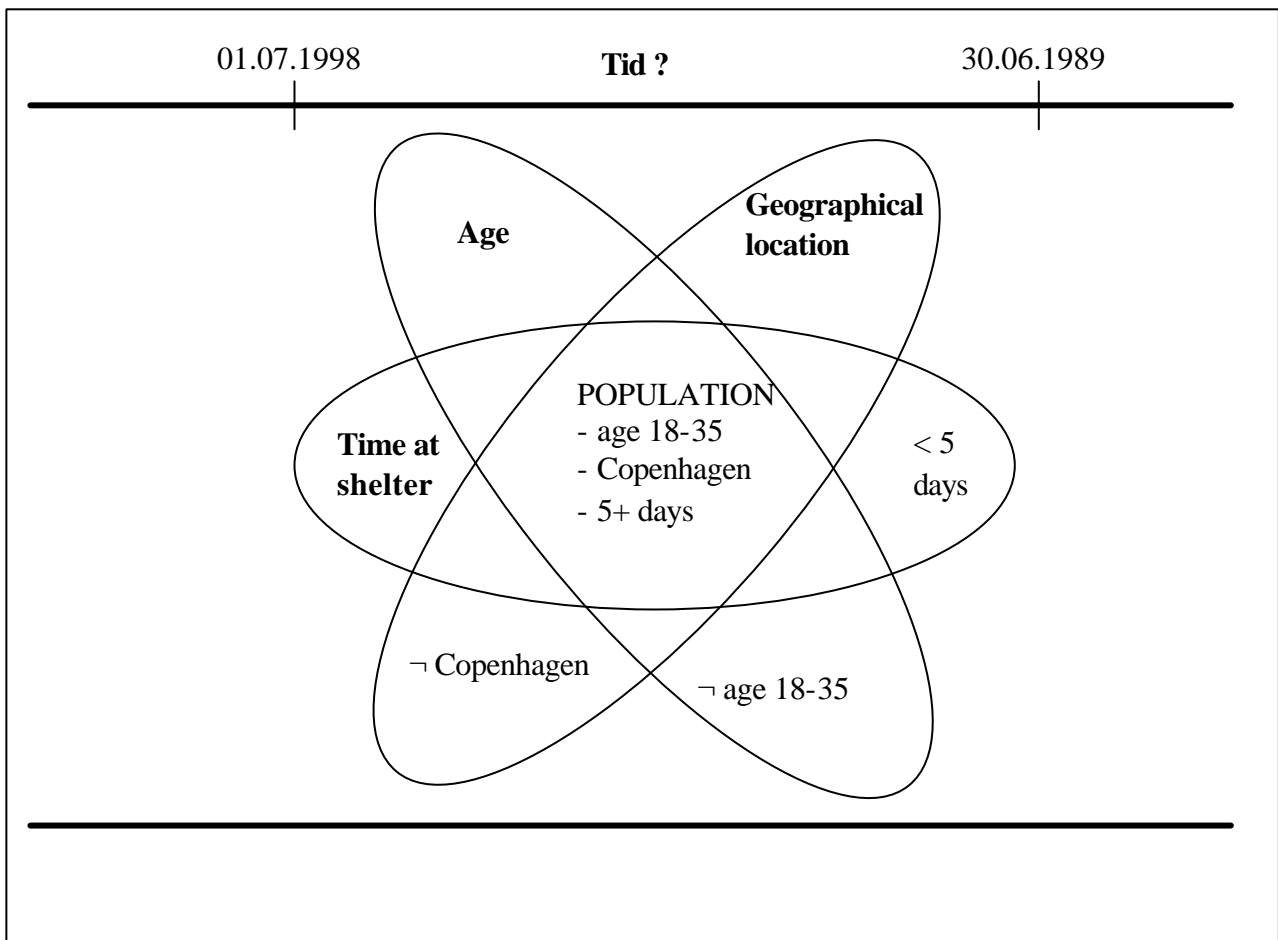 01.07.1998 Tid ? 30.06.1989
Age
Geographical
location
Time at
shelter
POPULATION
- age 18-35
- Copenhagen
- 5+ days
< 5
days
¬ Copenhagen
¬ age 18-35